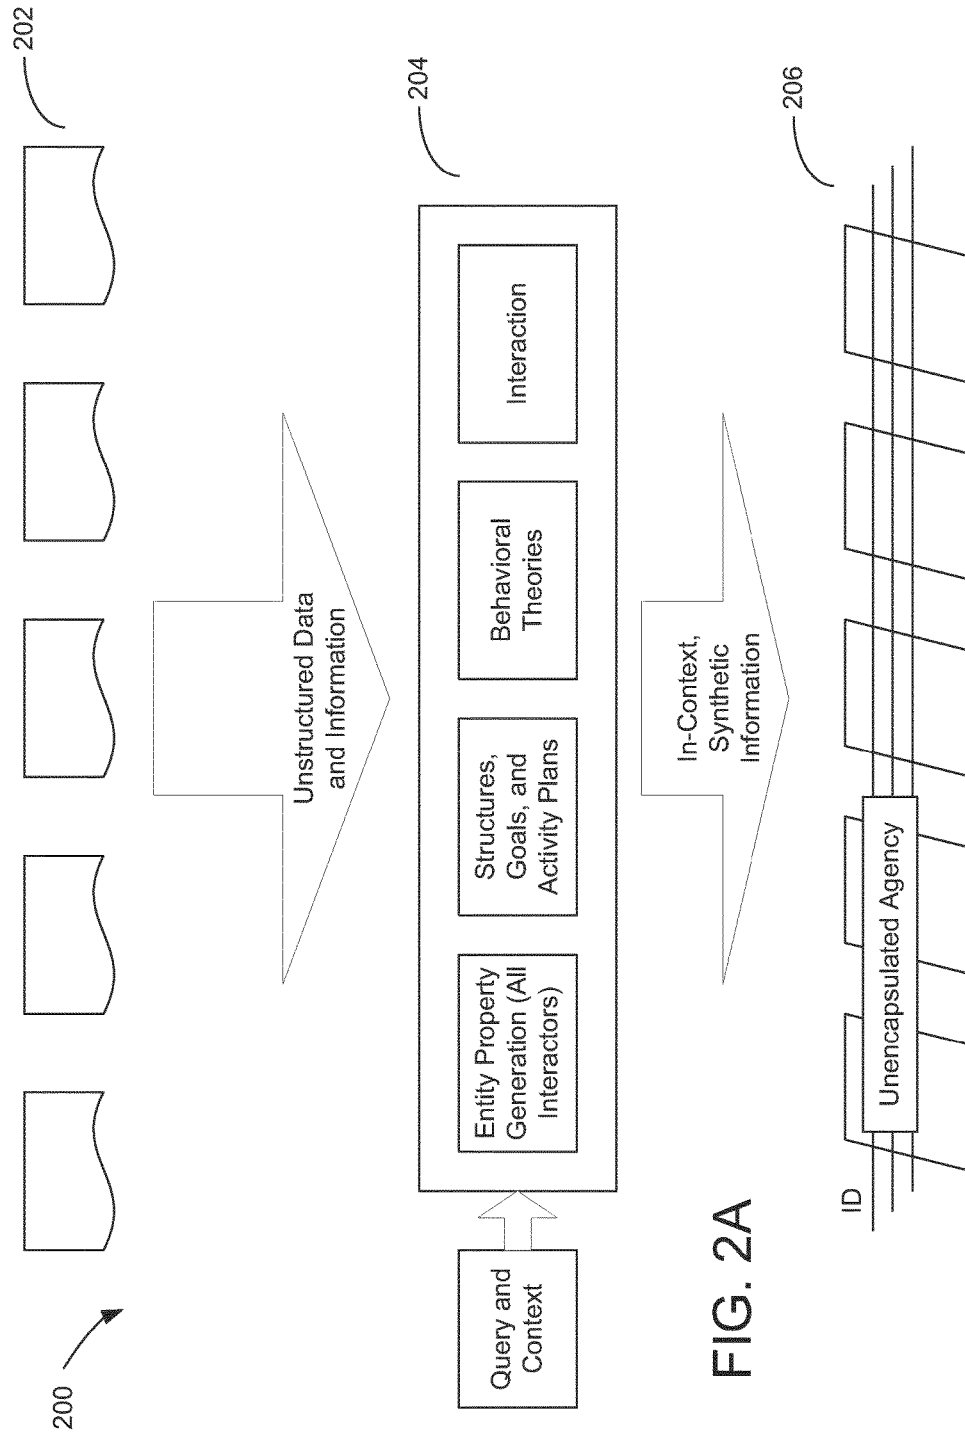 200
202
Unstructured Data
and Information
204
Query and
Context
Entity Property
Generation (All
Interactors)
Structures,
Goals, and
Activity Plans
Behavioral
Theories
Interaction
In-Context,
Synthetic
Information
206
ID
Unencapsulated Agency
FIG. 2A